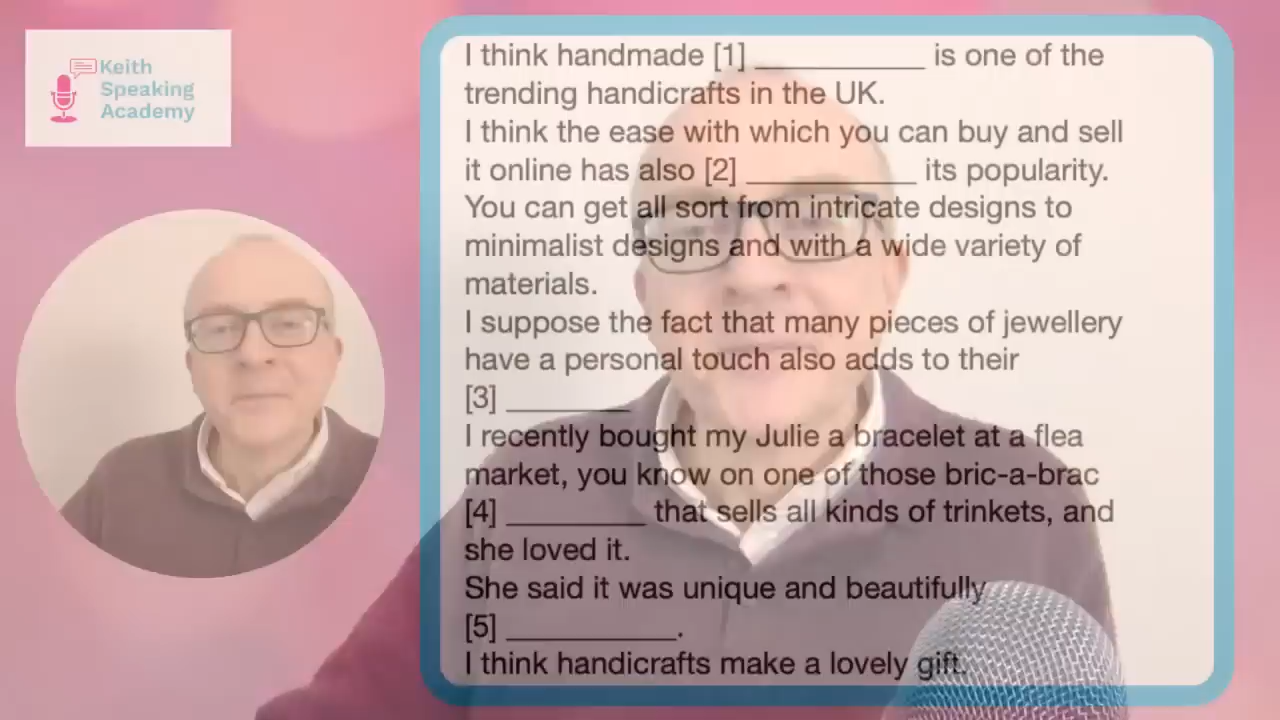 Keith
Speaking
Academy
I think handmade [1] __________ is one of the
trending handicrafts in the UK.
I think the ease with which you can buy and sell
it online has also [2] __________ its popularity.
You can get all sort from intricate designs to
minimalist designs and with a wide variety of
materials.
I suppose the fact that many pieces of jewellery
have a personal touch also adds to their
[3] _______
I recently bought my Julie a bracelet at a flea
market, you know on one of those bric-a-brac
[4] ________ that sells all kinds of trinkets, and
she loved it.
She said it was unique and beautifully
[5] __________.
I think handicrafts make a lovely gift.